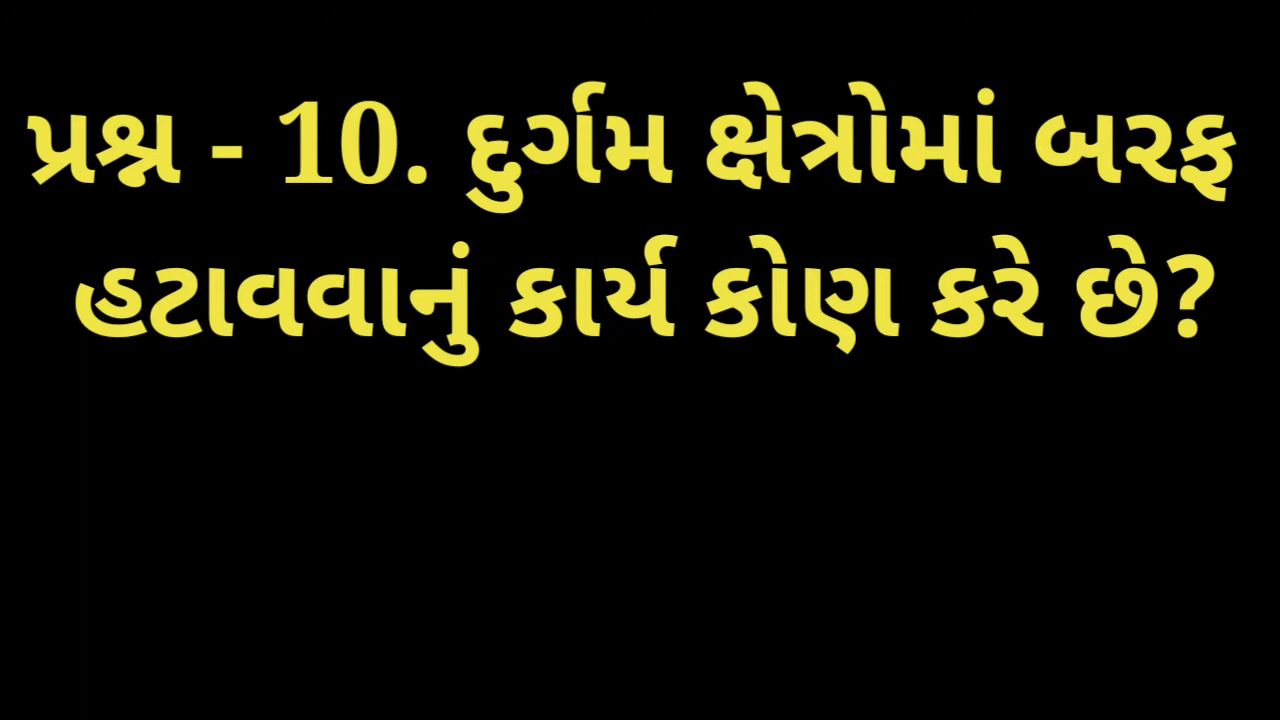 પ્રશ્ન - 10. દુર્ગમ ક્ષેત્રોમાં બરફ
હટાવવાનું કાર્ય કોણ કરે છે?